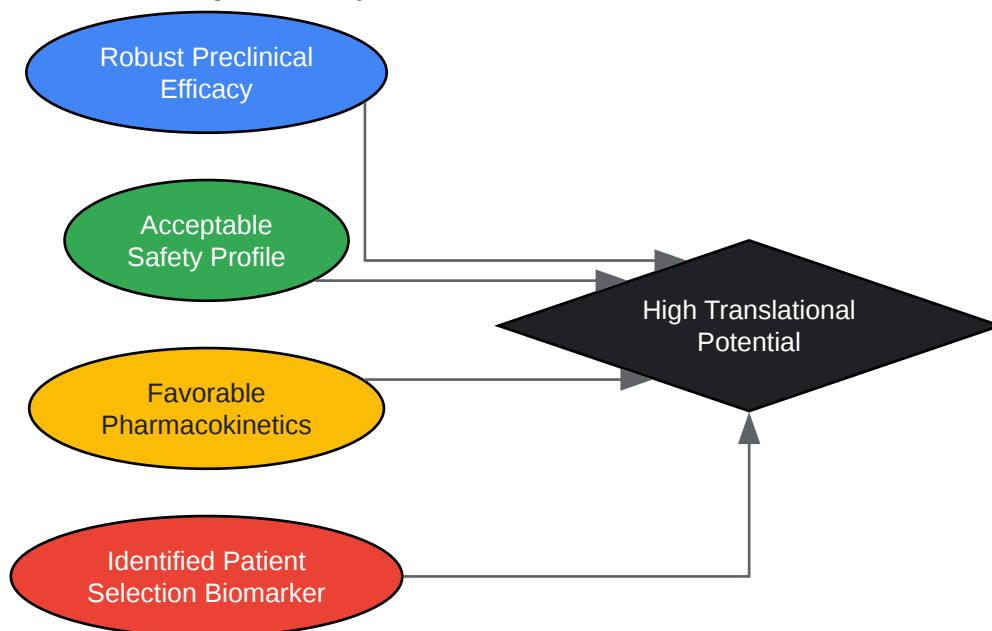 Robust Preclinical
Efficacy
Acceptable
Safety Profile
High Translational
Potential
Favorable
Pharmacokinetics
Identified Patient
Selection Biomarker